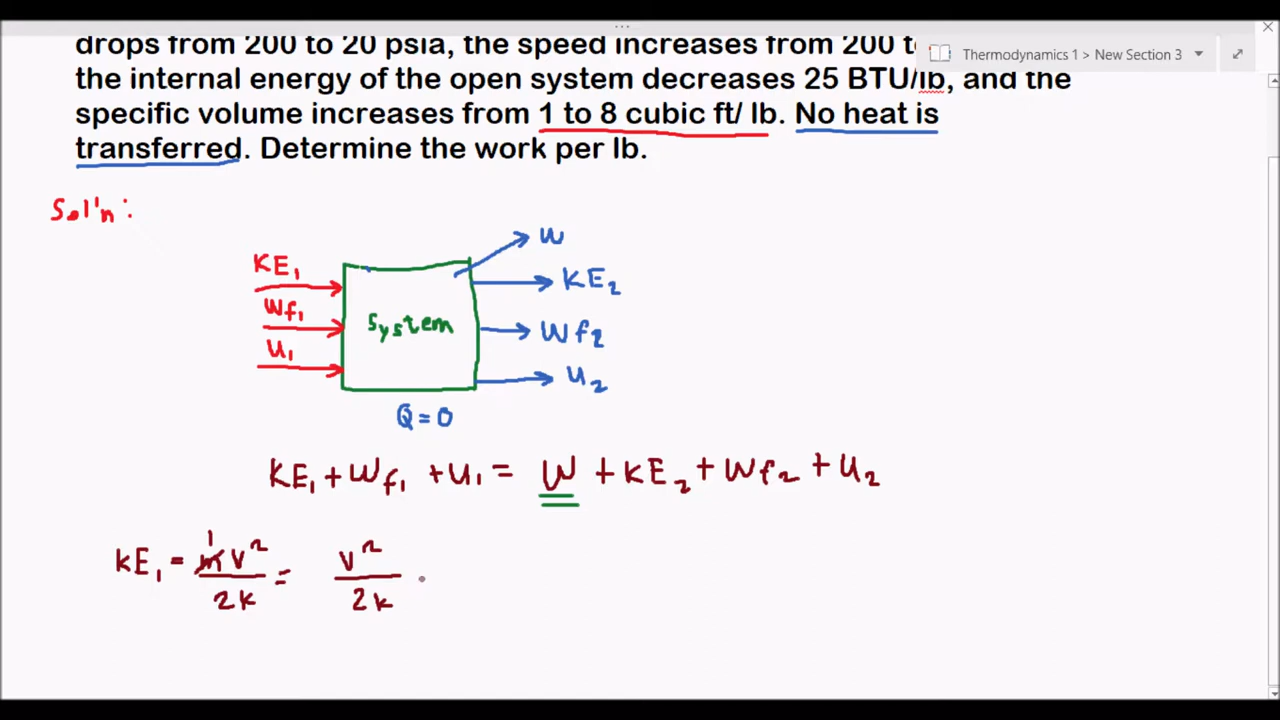 drops from 200 to 20 psia, the speed increases from 200 t
Thermodynamics 1 > New Section 3
the internal energy of the open system decreases 25 BTU/lb, and the
specific volume increases from 1 to 8 cubic ft/ lb. No heat is
transferred. Determine the work per lb.
Sol'n:
W
KE₁
KE₂
Wf₁
System
Wf₂
U₁
U₂
Q = 0
KE₁ + Wf₁ + U₁ = W + KE₂ + Wf₂ + U₂
1
KE₁ = mv² = v²
2k 2k